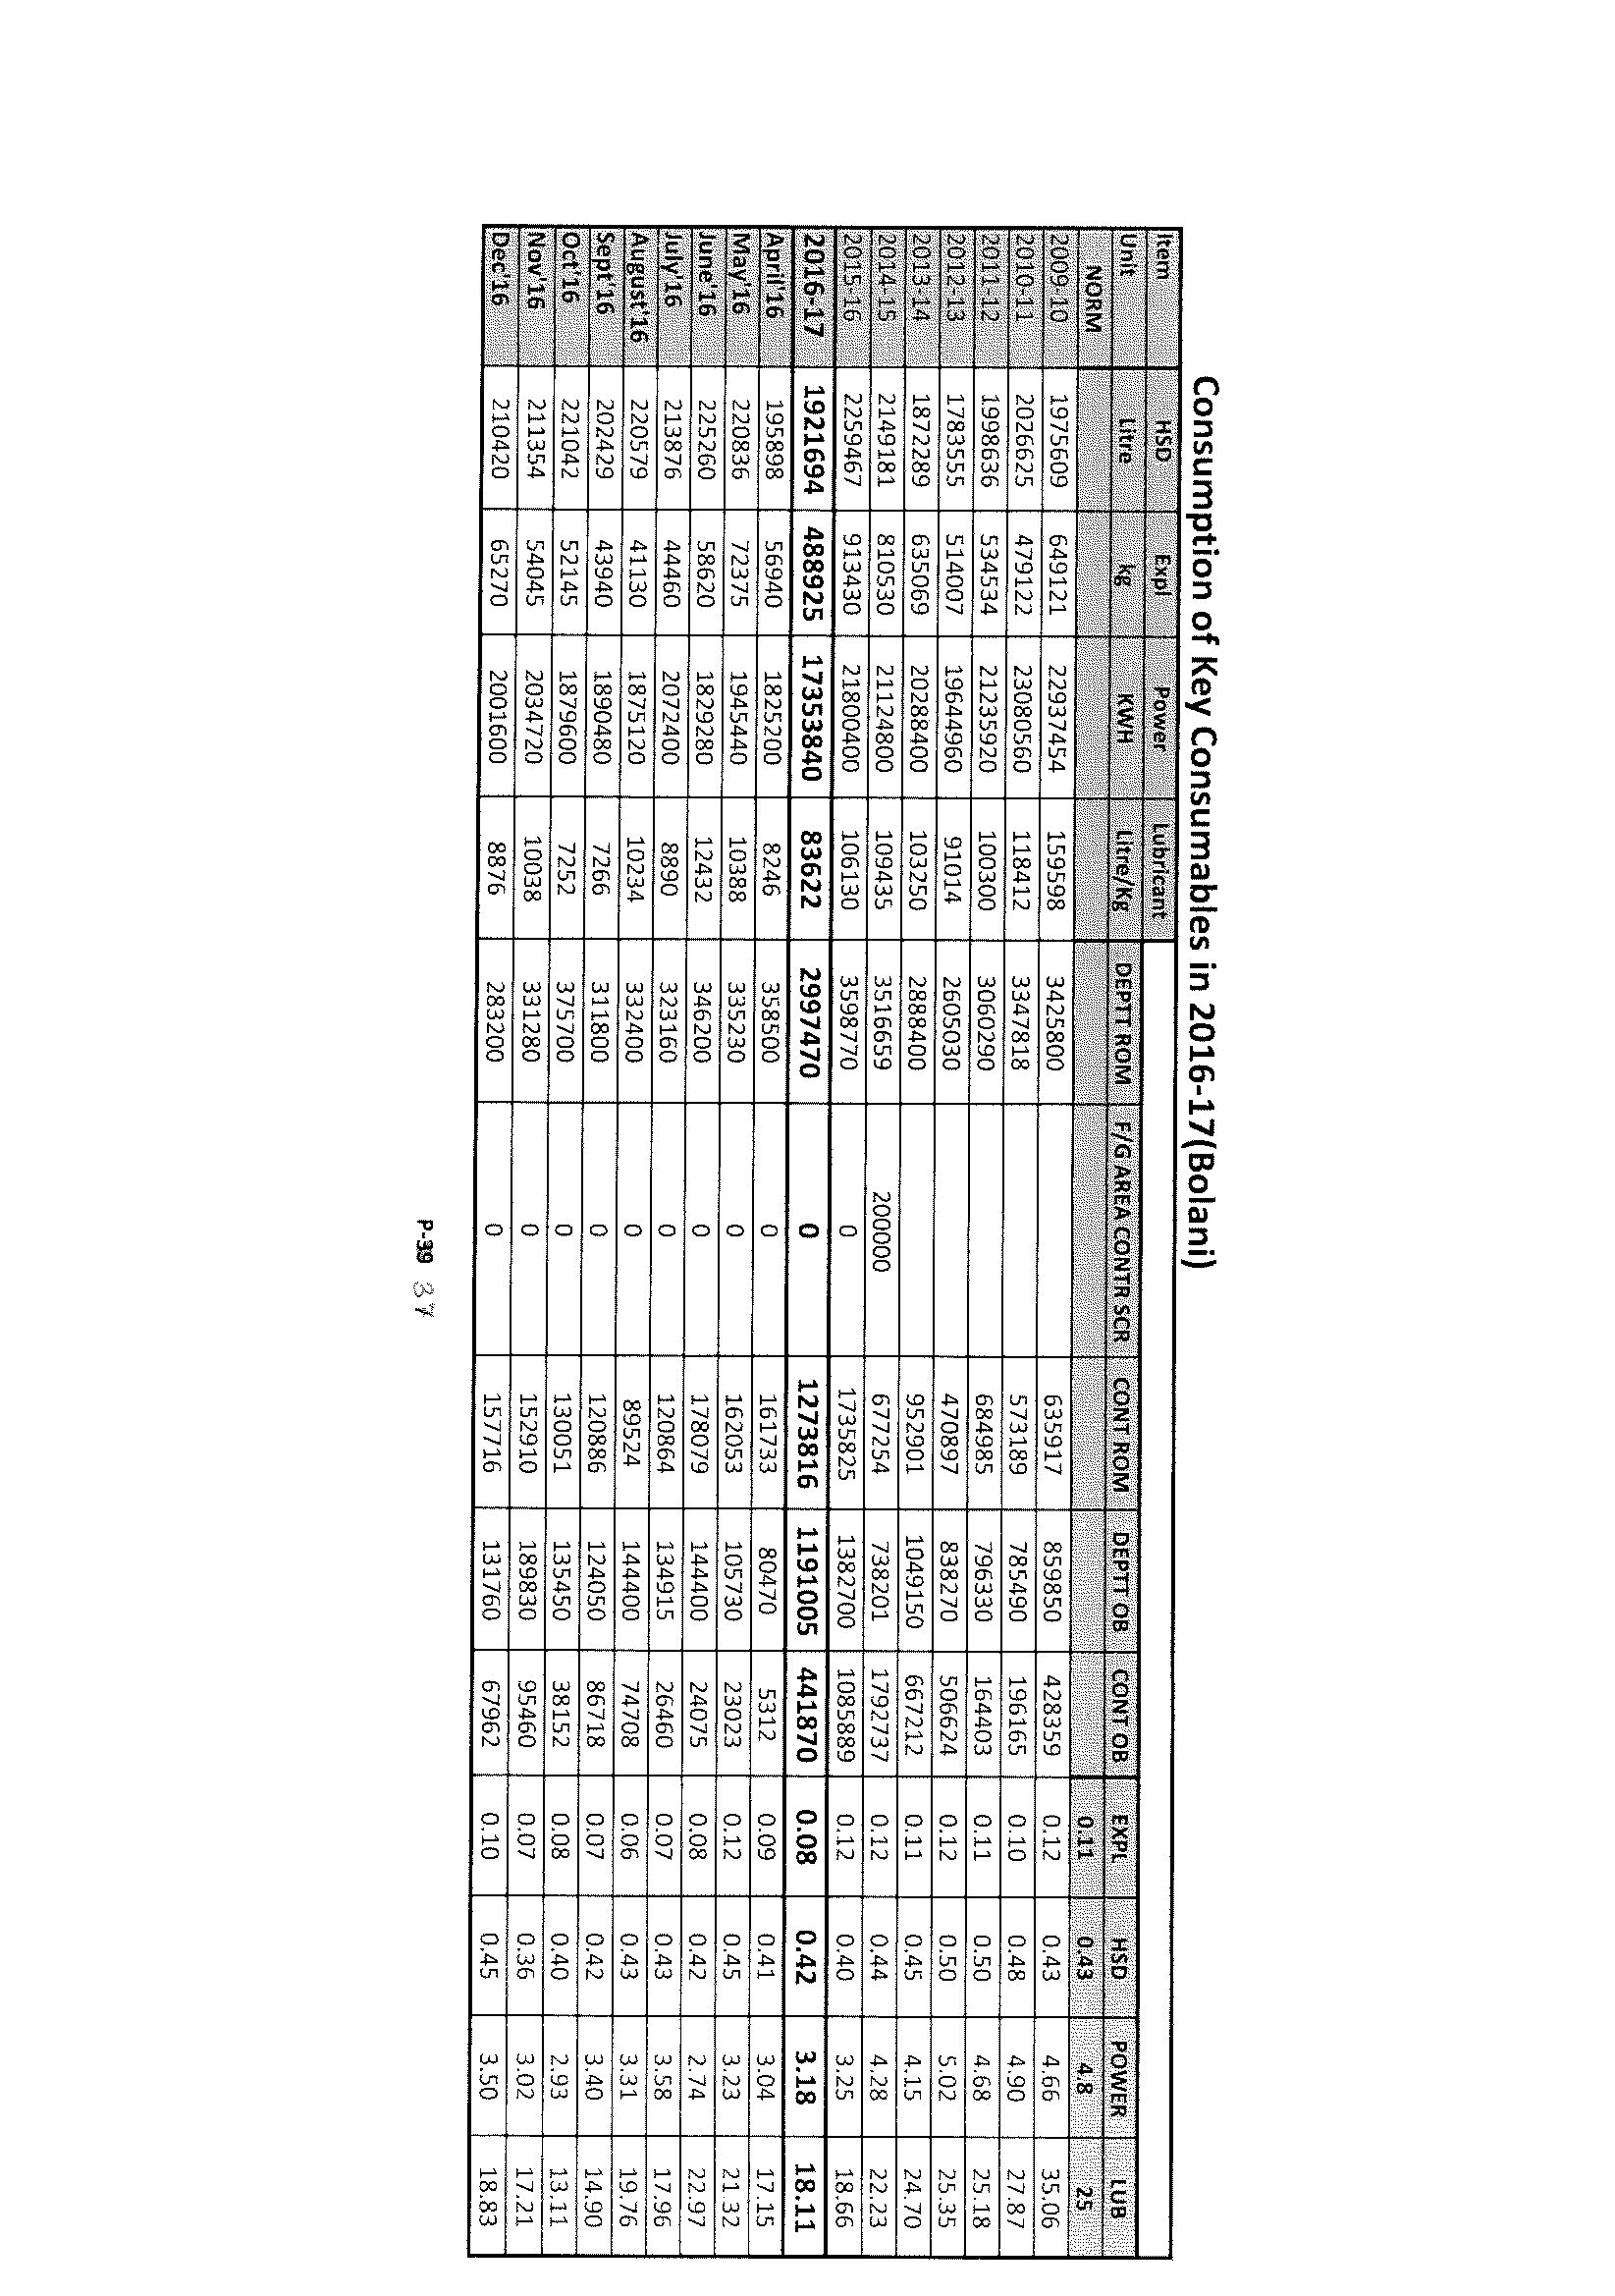 Consumption of Key Consumables in 2016-17(Bolani)
Item HSD Expl Power Lubricant
Unit Litre kg KWH Litre/Kg DEPTT ROM F/G AREA CONTR SCR CONT ROM DEPTT OB CONT OB EXPL HSD POWER LUB
NORM 0.11 0.43 4.8 25
2009-10 1975609 649121 22937454 159598 3425800 635917 859850 428359 0.12 0.43 4.66 35.06
2010-11 2026625 479122 23080560 118412 3347818 573189 785490 196165 0.10 0.48 4.90 27.87
2011-12 1998636 534534 21235920 100300 3060290 684985 796330 164403 0.11 0.50 4.68 25.18
2012-13 1783555 514007 19644960 91014 2605030 470897 838270 506624 0.12 0.50 5.02 25.35
2013-14 1872289 635069 20288400 103250 2888400 952901 1049150 667212 0.11 0.45 4.15 24.70
2014-15 2149181 810530 21124800 109435 3516659 200000 677254 738201 1792737 0.12 0.44 4.28 22.23
2015-16 2259467 913430 21800400 106130 3598770 0 1735825 1382700 1085889 0.12 0.40 3.25 18.66
2016-17 1921694 488925 17353840 83622 2997470 0 1273816 1191005 441870 0.08 0.42 3.18 18.11
April'16 195898 56940 1825200 8246 358500 0 161733 80470 5312 0.09 0.41 3.04 17.15
May'16 220836 72375 1945440 10388 335230 0 162053 105730 23023 0.12 0.45 3.23 21.32
June'16 225260 58620 1829280 12432 346200 0 178079 144400 24075 0.08 0.42 2.74 22.97
July'16 213876 44460 2072400 8890 323160 0 120864 134915 26460 0.07 0.43 3.58 17.96
August'16 220579 41130 1875120 10234 332400 0 89524 144400 74708 0.06 0.43 3.31 19.76
Sept'16 202429 43940 1890480 7266 311800 0 120886 124050 86718 0.07 0.42 3.40 14.90
Oct'16 221042 52145 1879600 7252 375700 0 130051 135450 38152 0.08 0.40 2.93 13.11
Nov'16 211354 54045 2034720 10038 331280 0 152910 189830 95460 0.07 0.36 3.02 17.21
Dec'16 210420 65270 2001600 8876 283200 0 157716 131760 67962 0.10 0.45 3.50 18.83
P-39